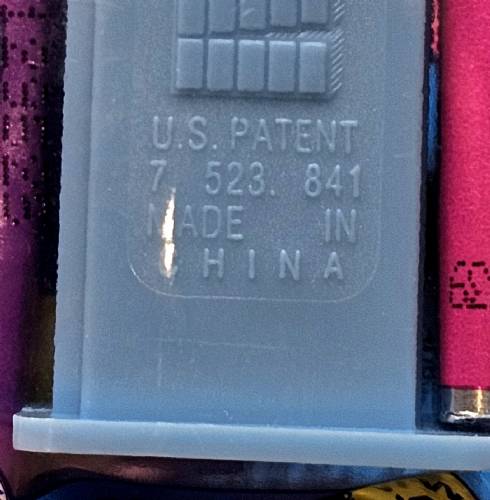 U.S. PATENT
7 523. 841
MADE IN
CHINA